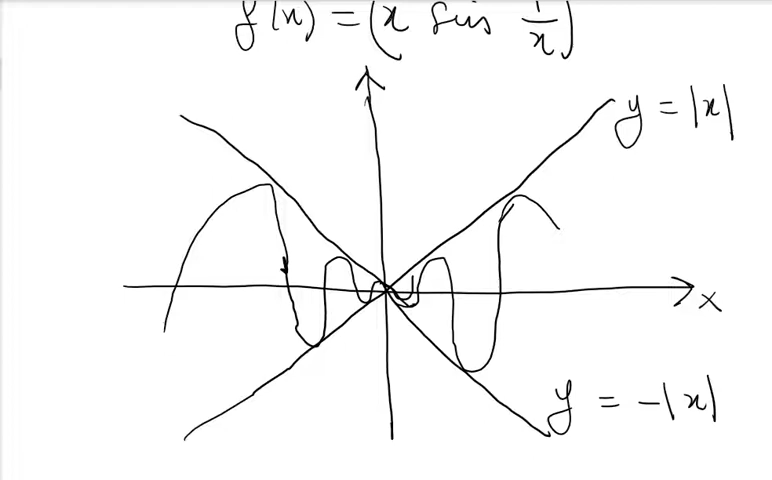 f(x) = (x sin 1/x)
y = |x|
x
y = -|x|